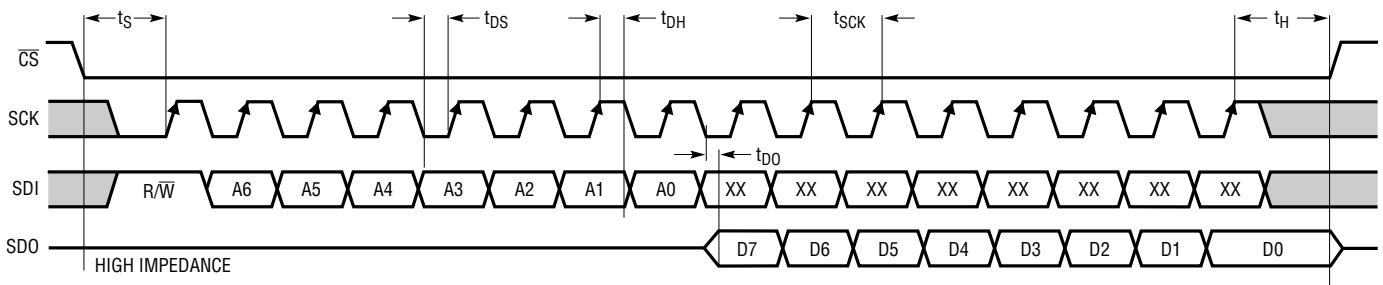 tS tDS tDH tSCK tH
CS
SCK
tDO
SDI R/W A6 A5 A4 A3 A2 A1 A0 XX XX XX XX XX XX XX XX
SDO D7 D6 D5 D4 D3 D2 D1 D0
HIGH IMPEDANCE